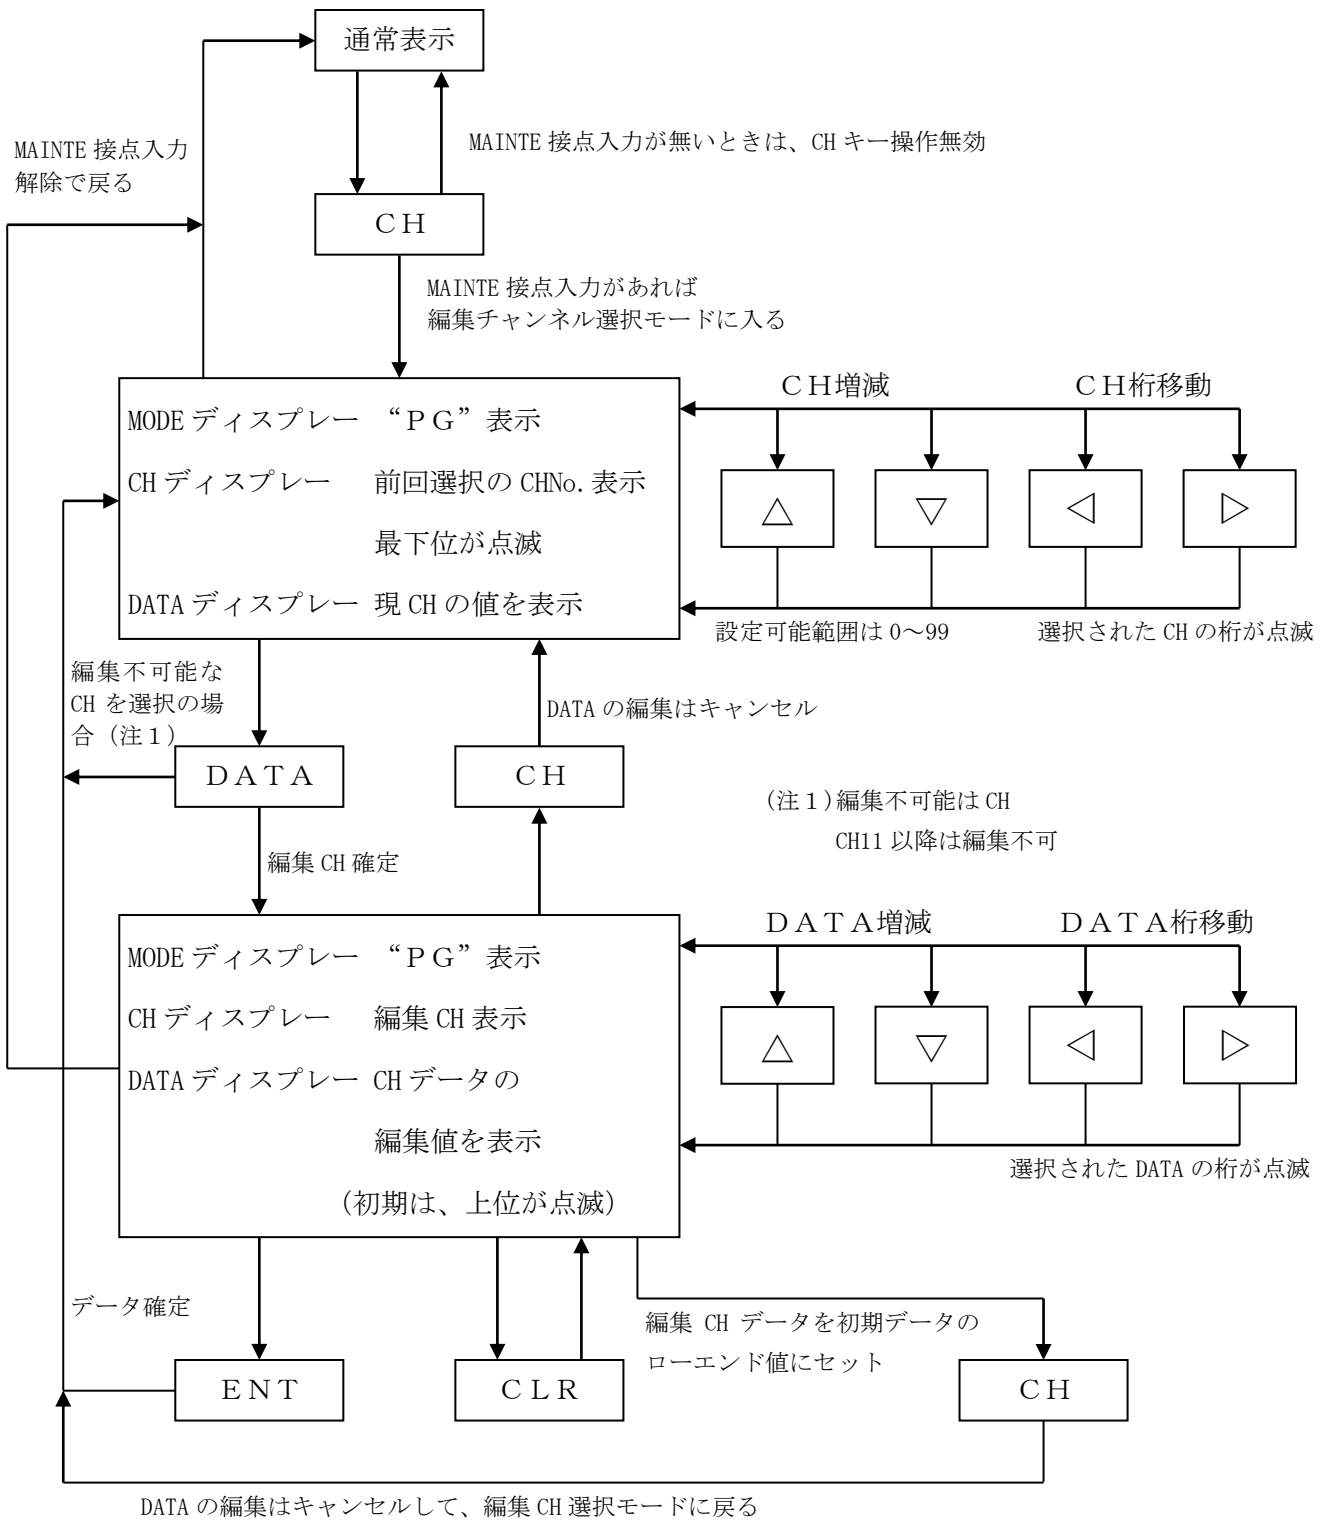 通常表示
MAINTE 接点入力
解除で戻る
MAINTE 接点入力が無いときは、CH キー操作無効
ＣＨ
MAINTE 接点入力があれば
編集チャンネル選択モードに入る
MODE ディスプレー “ＰＧ”表示
CH ディスプレー 前回選択の CHNo.表示
最下位が点滅
DATA ディスプレー 現 CH の値を表示
ＣＨ増減
ＣＨ桁移動
△
▽
◁
▷
設定可能範囲は 0～99
選択された CH の桁が点滅
編集不可能な
CH を選択の場
合（注１）
DATA の編集はキャンセル
ＤＡＴＡ
ＣＨ
（注１）編集不可能は CH
CH11 以降は編集不可
編集 CH 確定
MODE ディスプレー “ＰＧ”表示
CH ディスプレー 編集 CH 表示
DATA ディスプレー CH データの
編集値を表示
（初期は、上位が点滅）
ＤＡＴＡ増減
ＤＡＴＡ桁移動
△
▽
◁
▷
選択された DATA の桁が点滅
データ確定
編集 CH データを初期データの
ローエンド値にセット
ＥＮＴ
ＣＬＲ
ＣＨ
DATA の編集はキャンセルして、編集 CH 選択モードに戻る